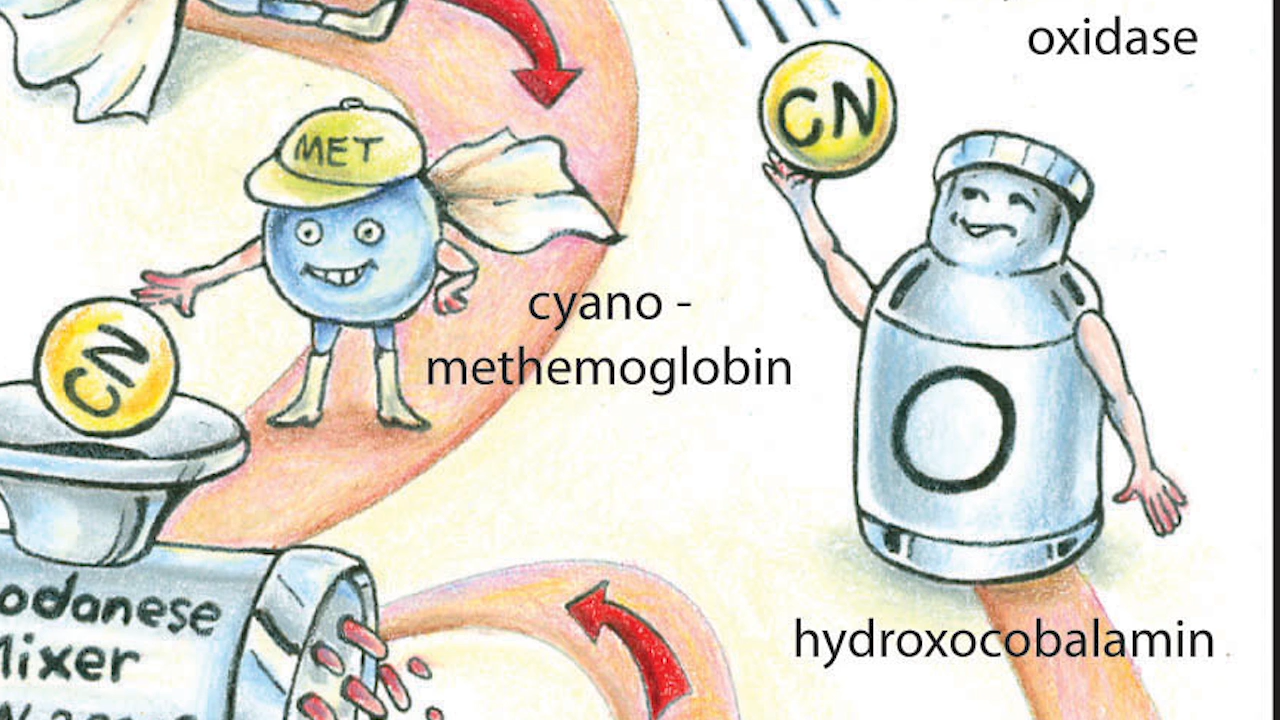 oxidase
CN
MET
cyano -
methemoglobin
CN
O
hydroxocobalamin
odanese
Mixer